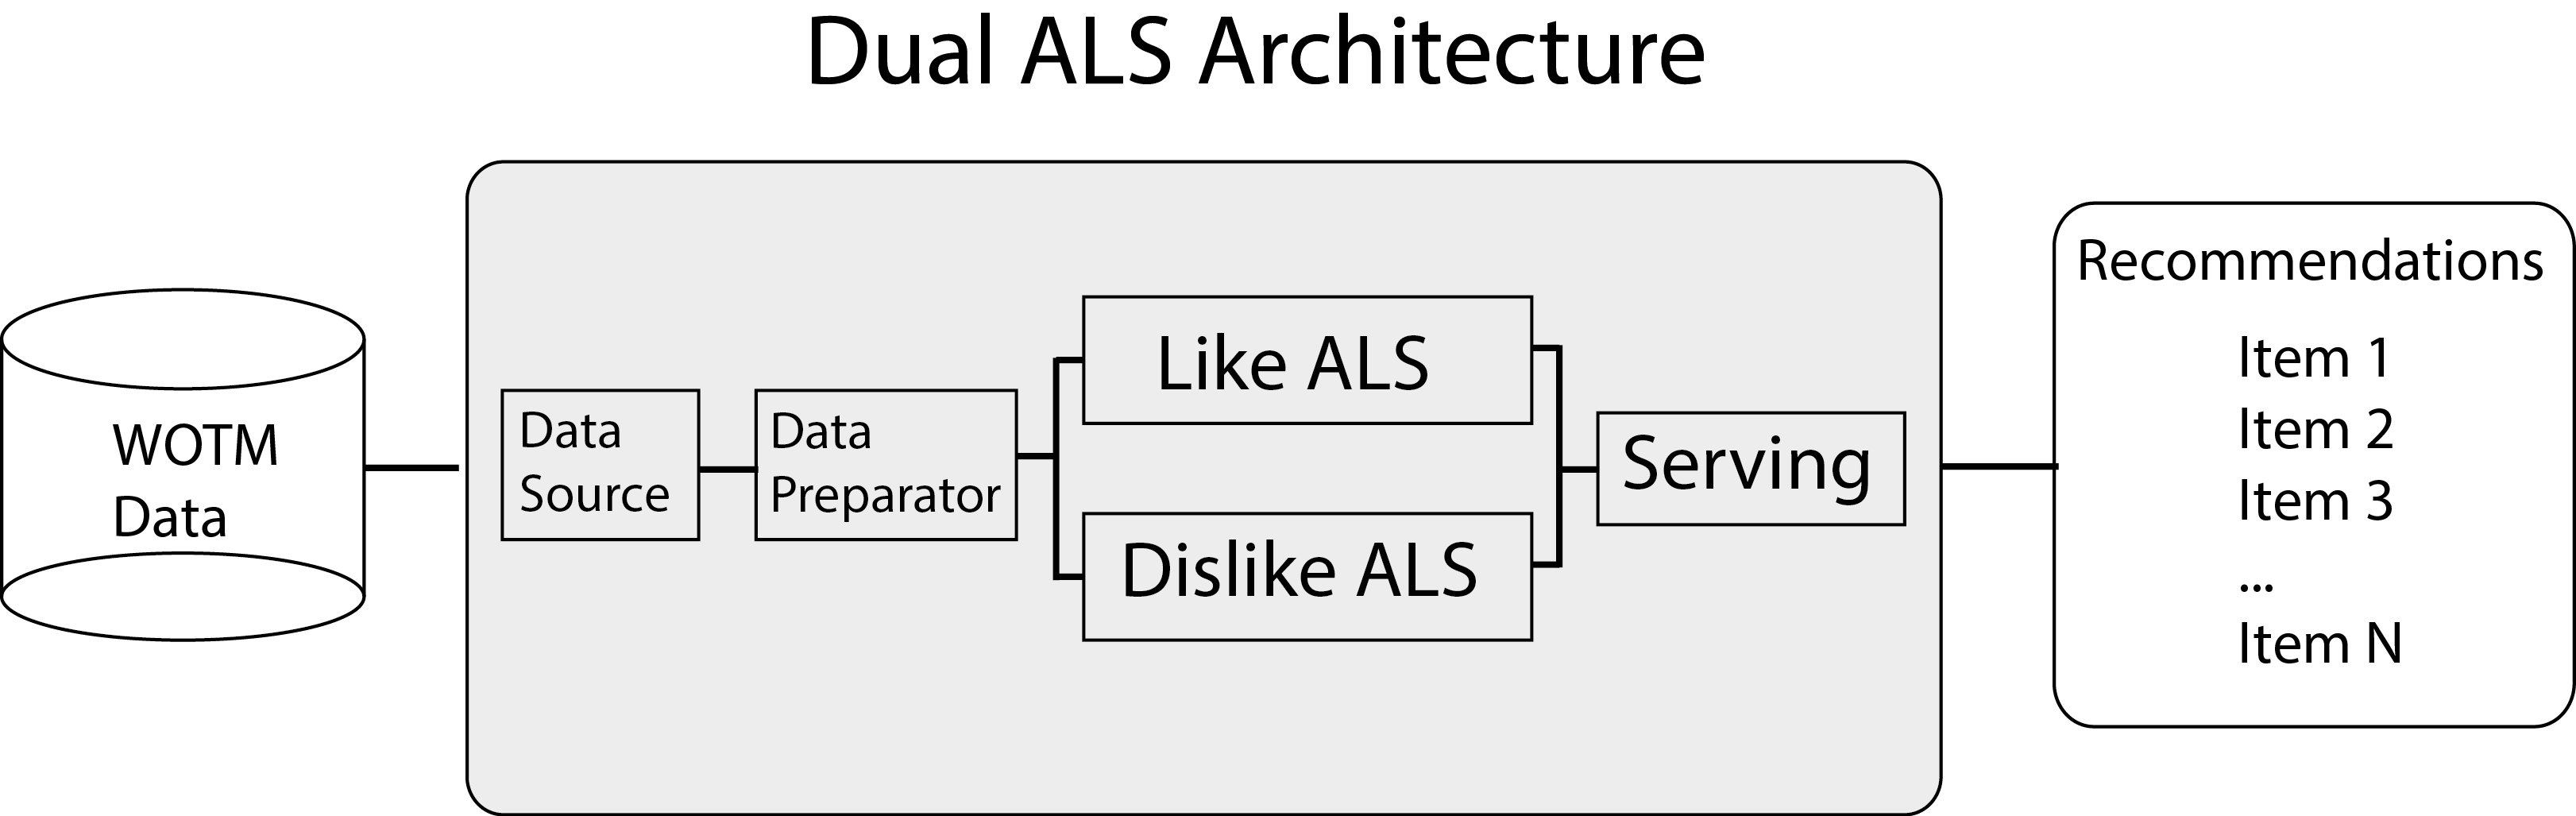 Dual ALS Architecture
WOTM
Data
Data
Source
Data
Preparator
Like ALS
Dislike ALS
Serving
Recommendations
Item 1
Item 2
Item 3
...
Item N